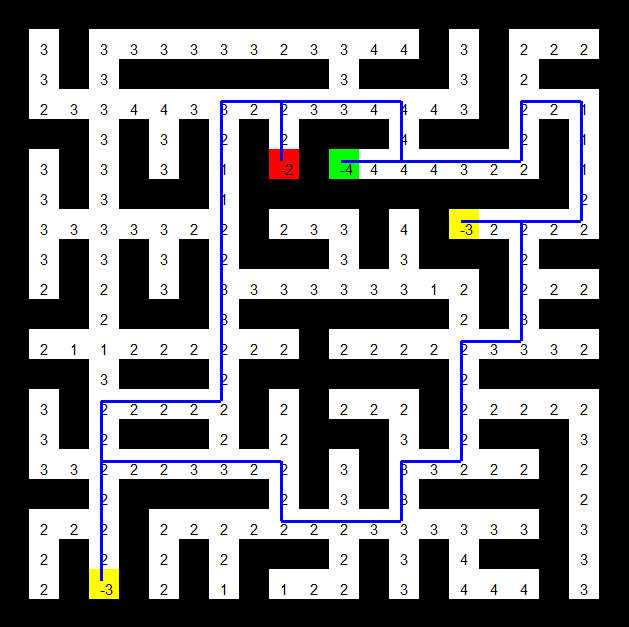 3 3 3 3 3 3 3 2 3 3 4 4 3 2 2 2
3 3 3 3 2
2 3 3 4 4 3 3 2 2 3 3 4 4 4 3 2 2 1
3 3 2 2 4 2 1
3 3 3 1 -2 -4 4 4 4 3 2 2 1
3 3 1 2
3 3 3 3 3 2 2 2 3 3 4 -3 2 2 2 2
3 3 3 2 3 3 2
2 2 3 3 3 3 3 3 3 3 1 2 2 2 2
2 3 2 3
2 1 1 2 2 2 2 2 2 2 2 2 2 2 3 3 3 2
3 2 2
3 2 2 2 2 2 2 2 2 2 2 2 2 2 2
3 2 2 2 3 2 3
3 3 2 2 2 3 3 2 2 3 3 3 2 2 2 2
2 2 3 3 2
2 2 2 2 2 2 2 2 2 2 3 3 3 3 3 3 3
2 2 2 2 2 3 4 3
2 -3 2 1 1 2 2 3 4 4 4 3